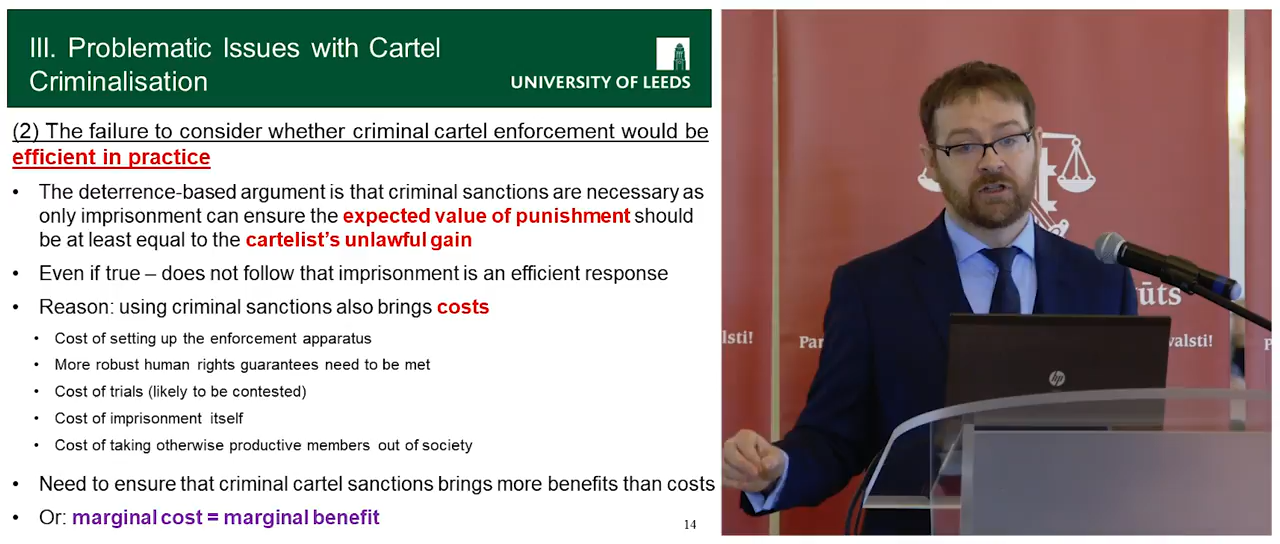 III. Problematic Issues with Cartel
Criminalisation
UNIVERSITY OF LEEDS
(2) The failure to consider whether criminal cartel enforcement would be
efficient in practice
• The deterrence-based argument is that criminal sanctions are necessary as
only imprisonment can ensure the expected value of punishment should
be at least equal to the cartelist's unlawful gain
• Even if true – does not follow that imprisonment is an efficient response
• Reason: using criminal sanctions also brings costs
• Cost of setting up the enforcement apparatus
• More robust human rights guarantees need to be met
• Cost of trials (likely to be contested)
• Cost of imprisonment itself
• Cost of taking otherwise productive members out of society
• Need to ensure that criminal cartel sanctions brings more benefits than costs
• Or: marginal cost = marginal benefit
14
ūts
lsti!
Par
valsti!
P
hp